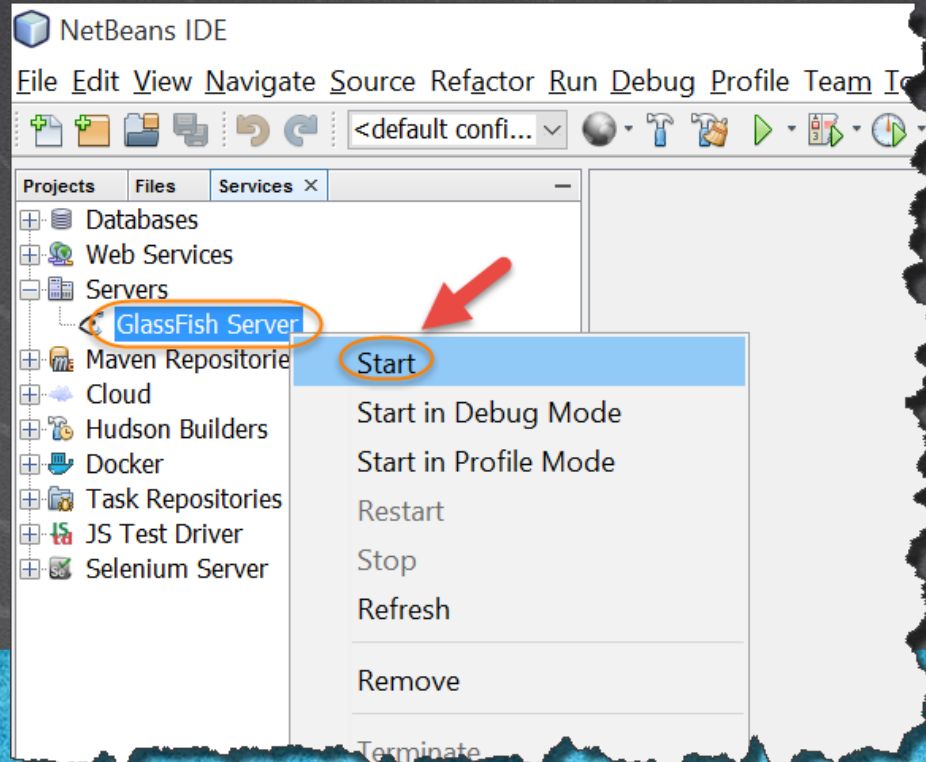 NetBeans IDE
File Edit View Navigate Source Refactor Run Debug Profile Team
<default confi...
Projects Files Services
Databases
Web Services
Servers
GlassFish Server
Maven Repositorie
Cloud
Hudson Builders
Docker
Task Repositories
JS Test Driver
Selenium Server
Start
Start in Debug Mode
Start in Profile Mode
Restart
Stop
Refresh
Remove
Terminate